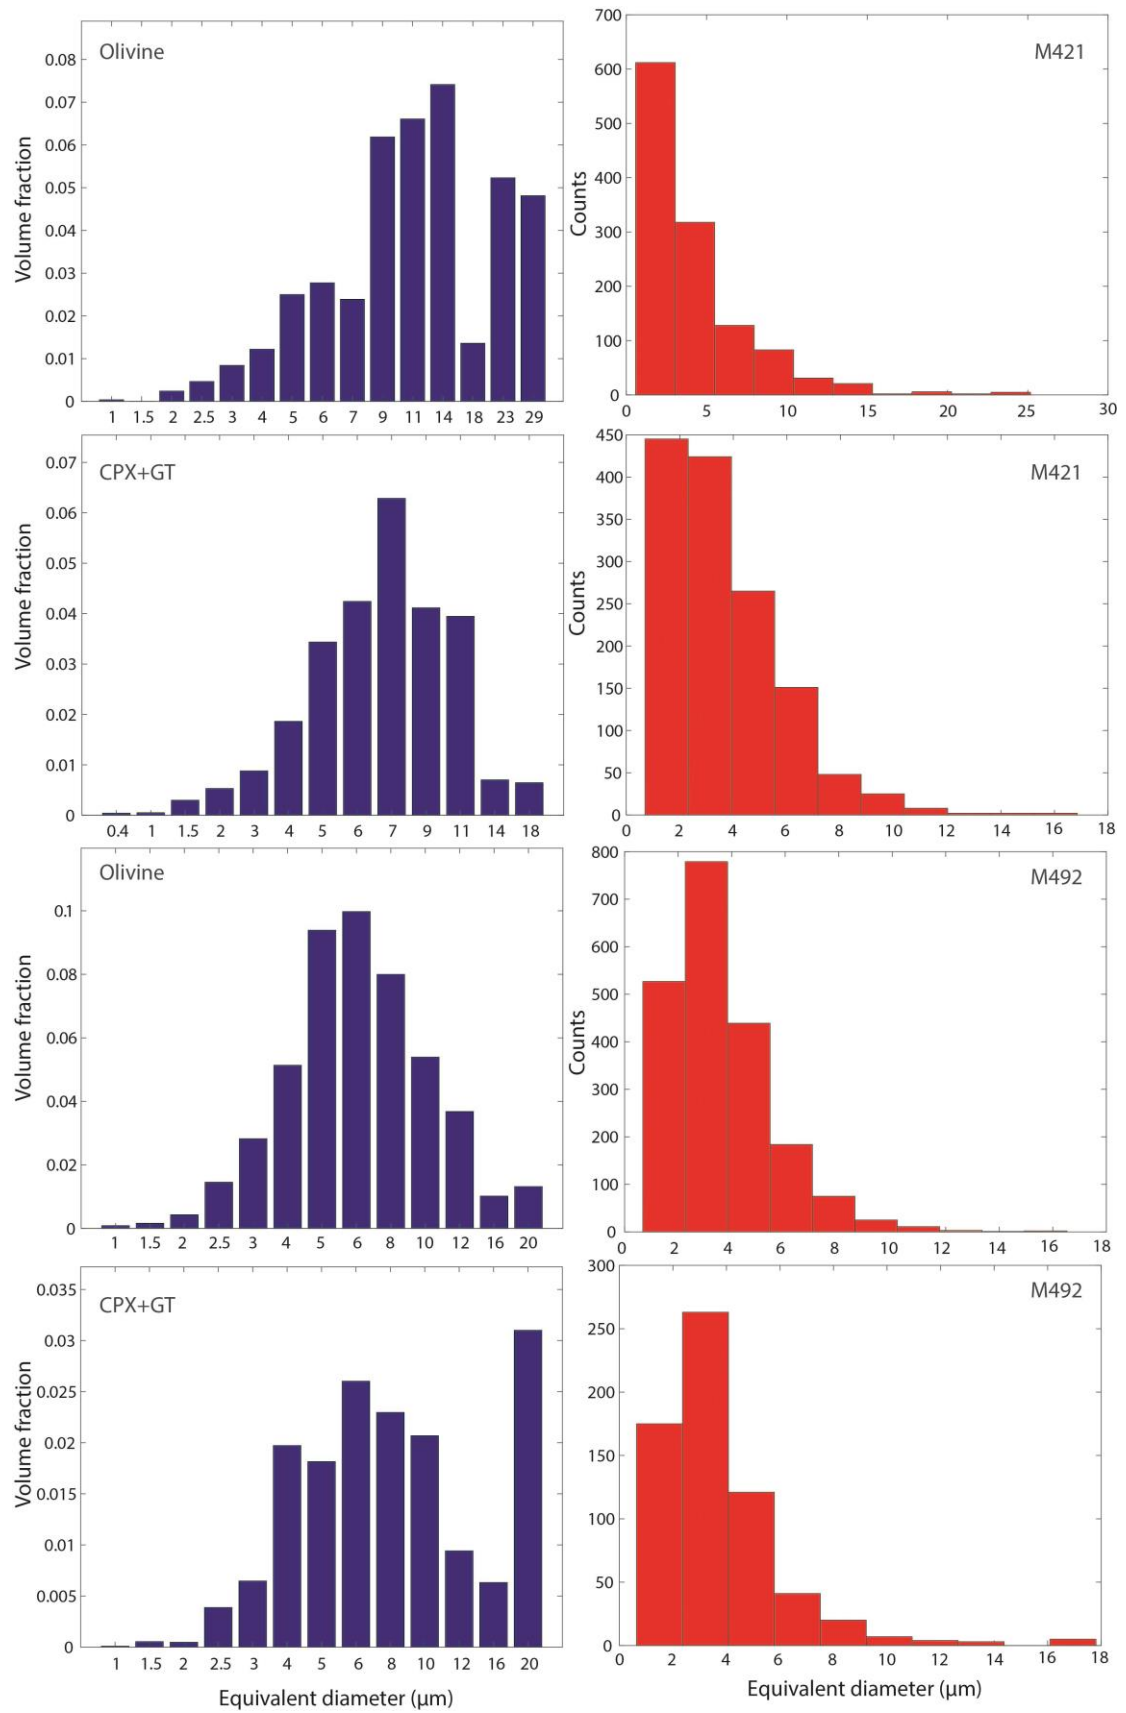 Olivine
Volume fraction
0.08
0.07
0.06
0.05
0.04
0.03
0.02
0.01
0
1 1.5 2 2.5 3 4 5 6 7 9 11 14 18 23 29
M421
Counts
700
600
500
400
300
200
100
0
0 5 10 15 20 25 30
CPX+GT
Volume fraction
0.07
0.06
0.05
0.04
0.03
0.02
0.01
0
0.4 1 1.5 2 3 4 5 6 7 9 11 14 18
M421
Counts
450
400
350
300
250
200
150
100
50
0
0 2 4 6 8 10 12 14 16 18
Olivine
Volume fraction
0.1
0.08
0.06
0.04
0.02
0
1 1.5 2 2.5 3 4 5 6 8 10 12 16 20
M492
Counts
800
700
600
500
400
300
200
100
0
0 2 4 6 8 10 12 14 16 18
CPX+GT
Volume fraction
0.035
0.03
0.025
0.02
0.015
0.01
0.005
0
1 1.5 2 2.5 3 4 5 6 8 10 12 16 20
Equivalent diameter (μm)
M492
300
250
200
150
100
50
0
0 2 4 6 8 10 12 14 16 18
Equivalent diameter (μm)